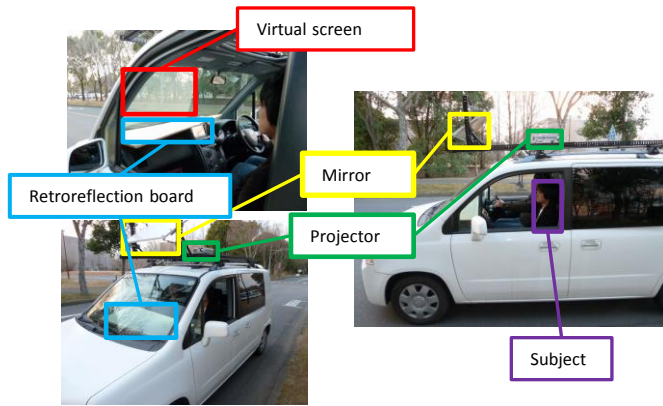 Virtual screen
Mirror
Retroreflection board
Projector
Subject